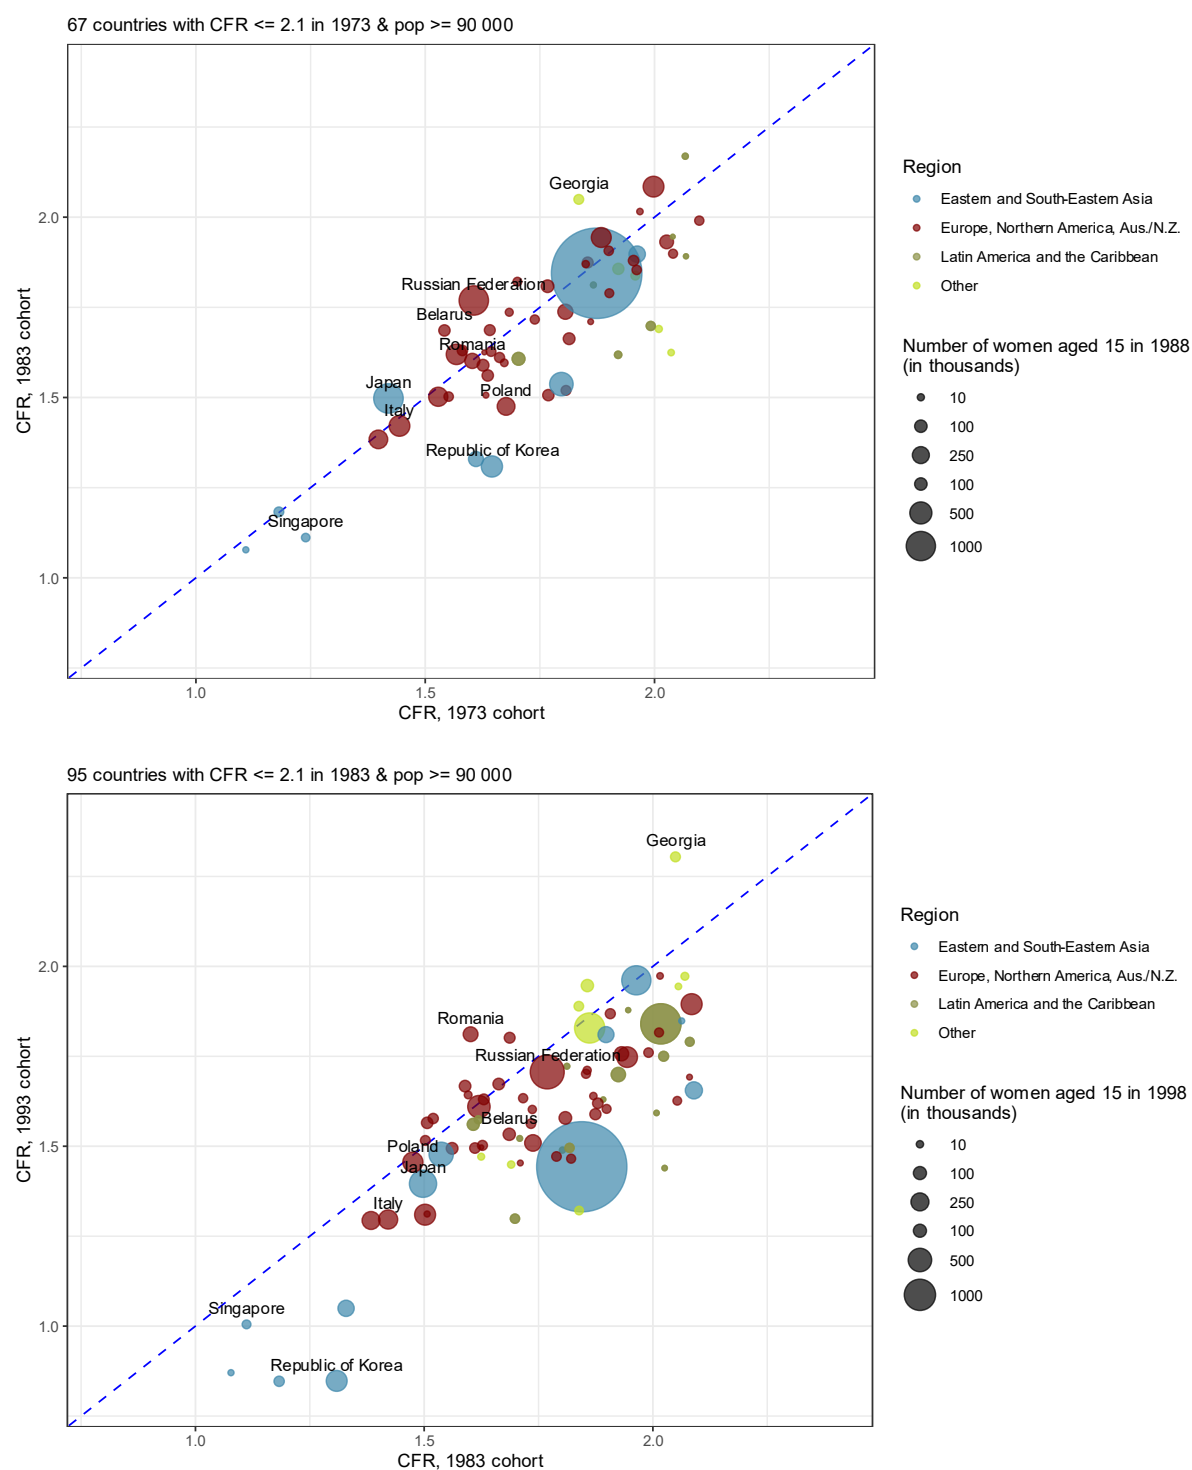 67 countries with CFR <= 2.1 in 1973 & pop >= 90 000
CFR, 1983 cohort
2.0
1.5
1.0
Georgia
Russian Federation
Belarus
Romania
Japan
Poland
Italy
Republic of Korea
Singapore
1.0
1.5
2.0
CFR, 1973 cohort
Region
Eastern and South-Eastern Asia
Europe, Northern America, Aus./N.Z.
Latin America and the Caribbean
Other
Number of women aged 15 in 1988
(in thousands)
10
100
250
100
500
1000
95 countries with CFR <= 2.1 in 1983 & pop >= 90 000
CFR, 1993 cohort
2.0
1.5
1.0
Georgia
Romania
Russian Federation
Belarus
Poland
Japan
Italy
Singapore
Republic of Korea
1.0
1.5
2.0
CFR, 1983 cohort
Region
Eastern and South-Eastern Asia
Europe, Northern America, Aus./N.Z.
Latin America and the Caribbean
Other
Number of women aged 15 in 1998
(in thousands)
10
100
250
100
500
1000